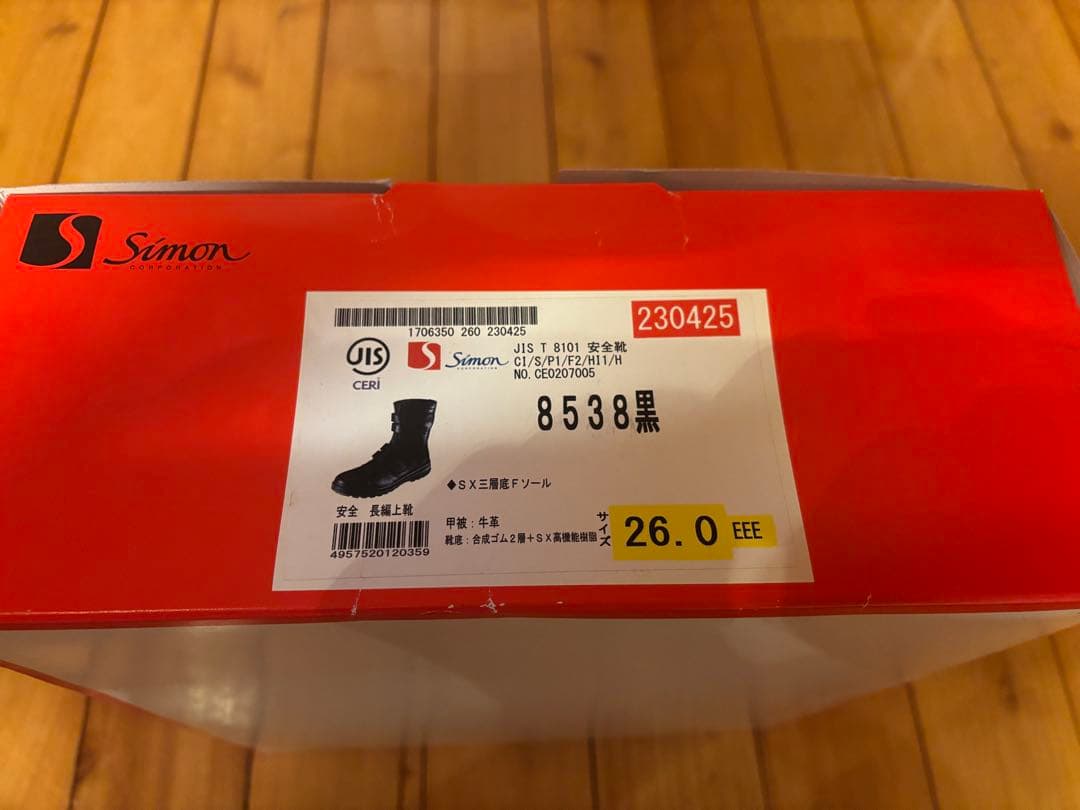 Simon
CORPORATION
1706350 260 230425
230425
JIS
CERI
Simon
CORPORATION
JIS T 8101 安全靴
CI/S/P1/F2/HI1/H
NO.CE0207005
8538黒
◆SX三層底Fソール
安全 長編上靴
4957520120359
甲被:牛革
靴底:合成ゴム2層+SX高機能樹脂
サイズ
26.0
EEE